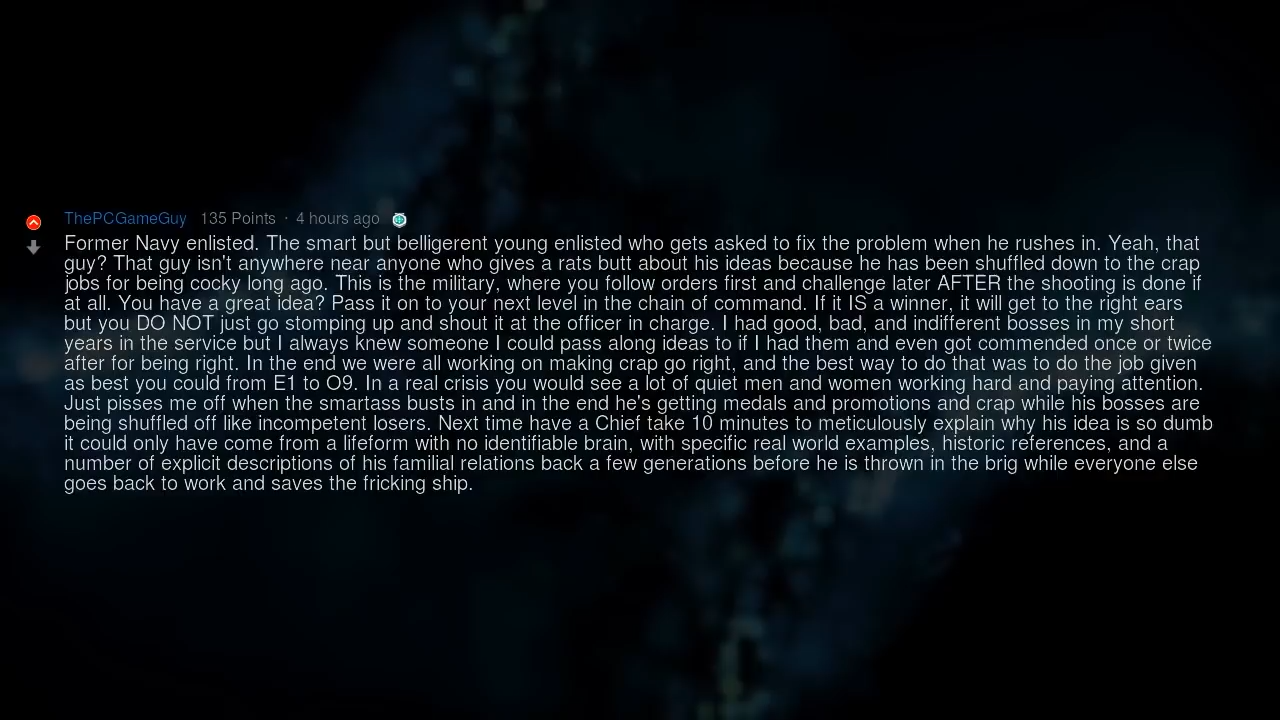 ThePCGameGuy 135 Points · 4 hours ago
Former Navy enlisted. The smart but belligerent young enlisted who gets asked to fix the problem when he rushes in. Yeah, that
guy? That guy isn't anywhere near anyone who gives a rats butt about his ideas because he has been shuffled down to the crap
jobs for being cocky long ago. This is the military, where you follow orders first and challenge later AFTER the shooting is done if
at all. You have a great idea? Pass it on to your next level in the chain of command. If it IS a winner, it will get to the right ears
but you DO NOT just go stomping up and shout it at the officer in charge. I had good, bad, and indifferent bosses in my short
years in the service but I always knew someone I could pass along ideas to if I had them and even got commended once or twice
after for being right. In the end we were all working on making crap go right, and the best way to do that was to do the job given
as best you could from E1 to O9. In a real crisis you would see a lot of quiet men and women working hard and paying attention.
Just pisses me off when the smartass busts in and in the end he's getting medals and promotions and crap while his bosses are
being shuffled off like incompetent losers. Next time have a Chief take 10 minutes to meticulously explain why his idea is so dumb
it could only have come from a lifeform with no identifiable brain, with specific real world examples, historic references, and a
number of explicit descriptions of his familial relations back a few generations before he is thrown in the brig while everyone else
goes back to work and saves the fricking ship.